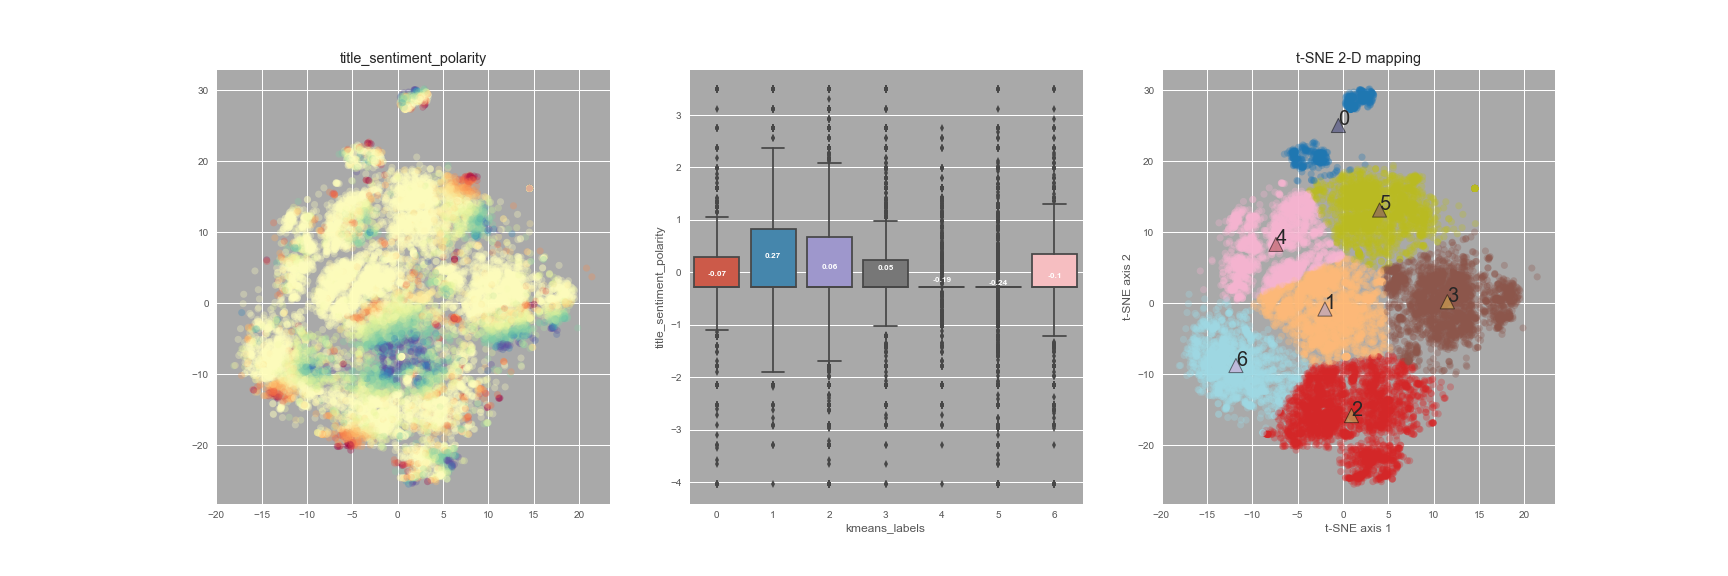 title_sentiment_polarity
30
20
10
0
−10
−20
−20 −15 −10 −5 0 5 10 15 20
title_sentiment_polarity
3
2
1
0
−1
−2
−3
−4
-0.07 0.27 0.06 0.05 -0.19 -0.24 -0.1
0 1 2 3 4 5 6
kmeans_labels
t-SNE 2-D mapping
t-SNE axis 2
30
20
10
0
−10
−20
0
5
4
3
1
6
2
−20 −15 −10 −5 0 5 10 15 20
t-SNE axis 1